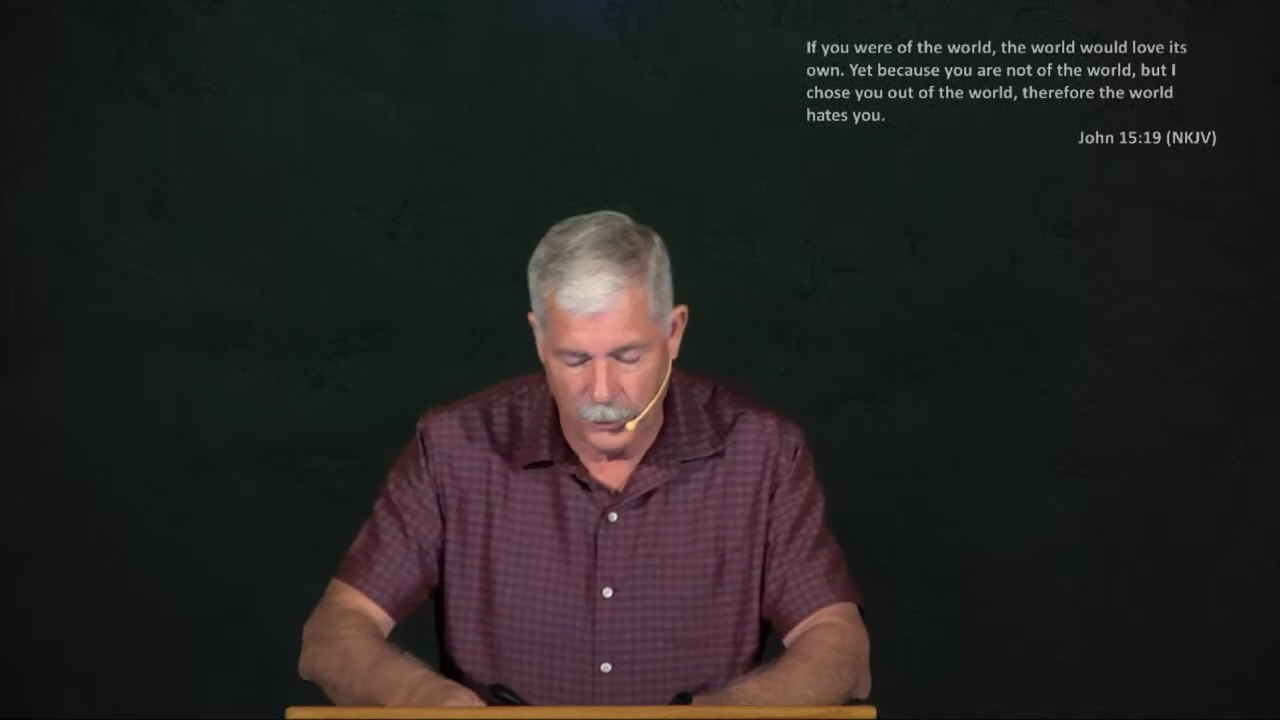 If you were of the world, the world would love its
own. Yet because you are not of the world, but I
chose you out of the world, therefore the world
hates you.
John 15:19 (NKJV)